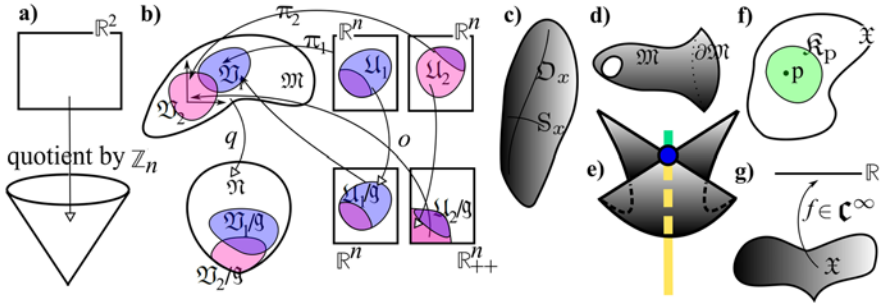 a)
ℝ²
quotient by ℤₙ
b)
π₂
π₁
ℝⁿ
ℝⁿ
𝔙₁
𝔐
𝔘₁
𝔘₂
𝔙₂
q
o
𝔑
𝔙₁/𝔤
𝔙₂/𝔤
𝔘₁/𝔤
𝔘₂/𝔤
ℝⁿ
ℝⁿ₊₊
c)
𝕊ₓ
d)
𝔐
∂𝔐
e)
f)
𝔎ₚ
𝔛
p
g)
ℝ
f ∈ 𝕮^∞
𝔛